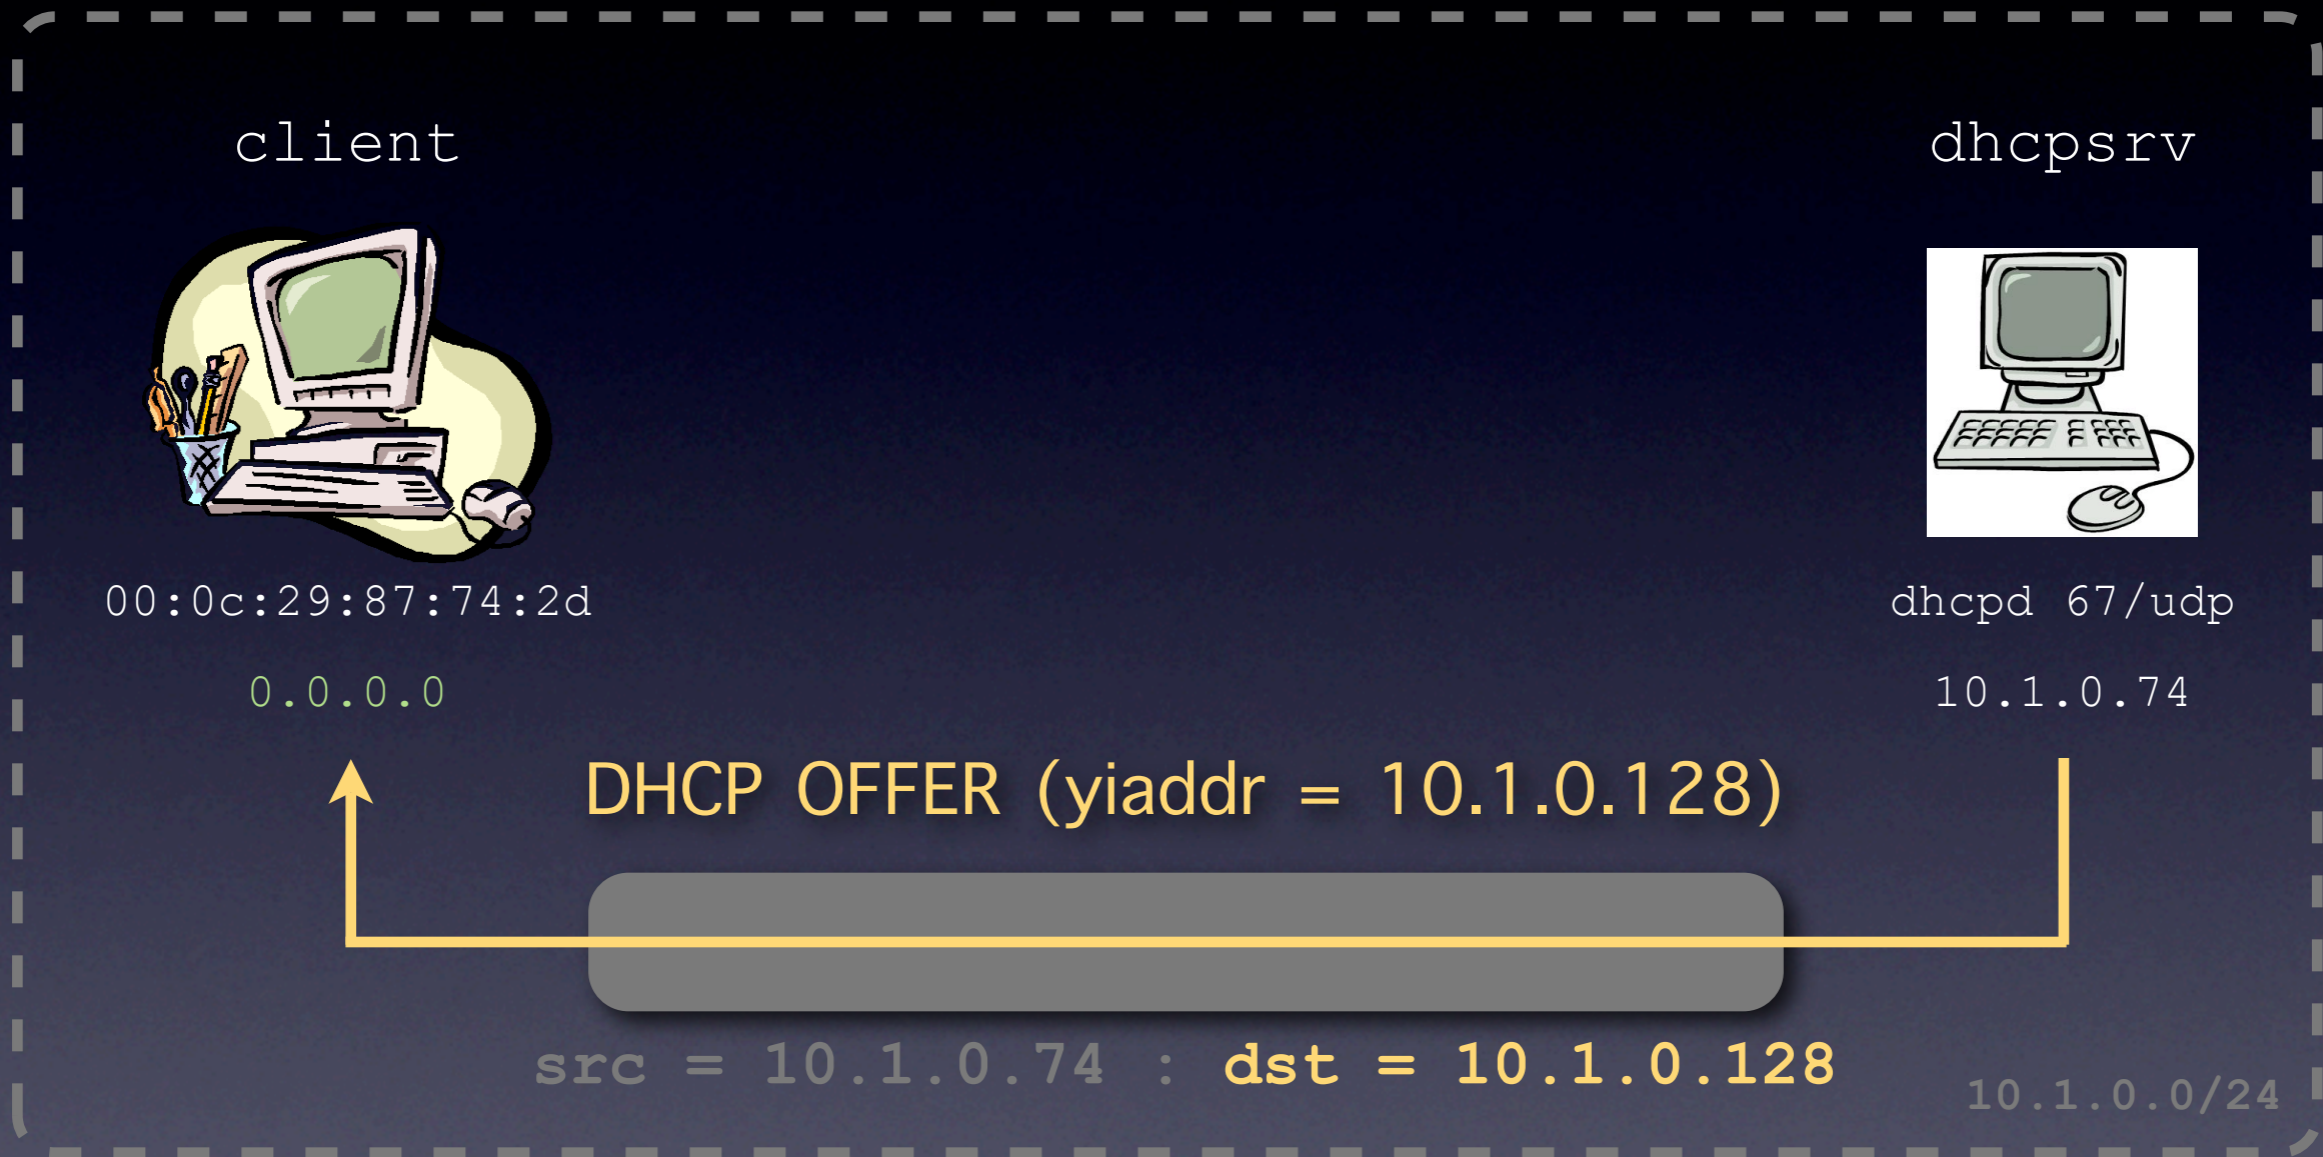 client
dhcpsrv
00:0c:29:87:74:2d
dhcpd 67/udp
0.0.0.0
10.1.0.74
DHCP OFFER (yiaddr = 10.1.0.128)
src = 10.1.0.74 : dst = 10.1.0.128
10.1.0.0/24